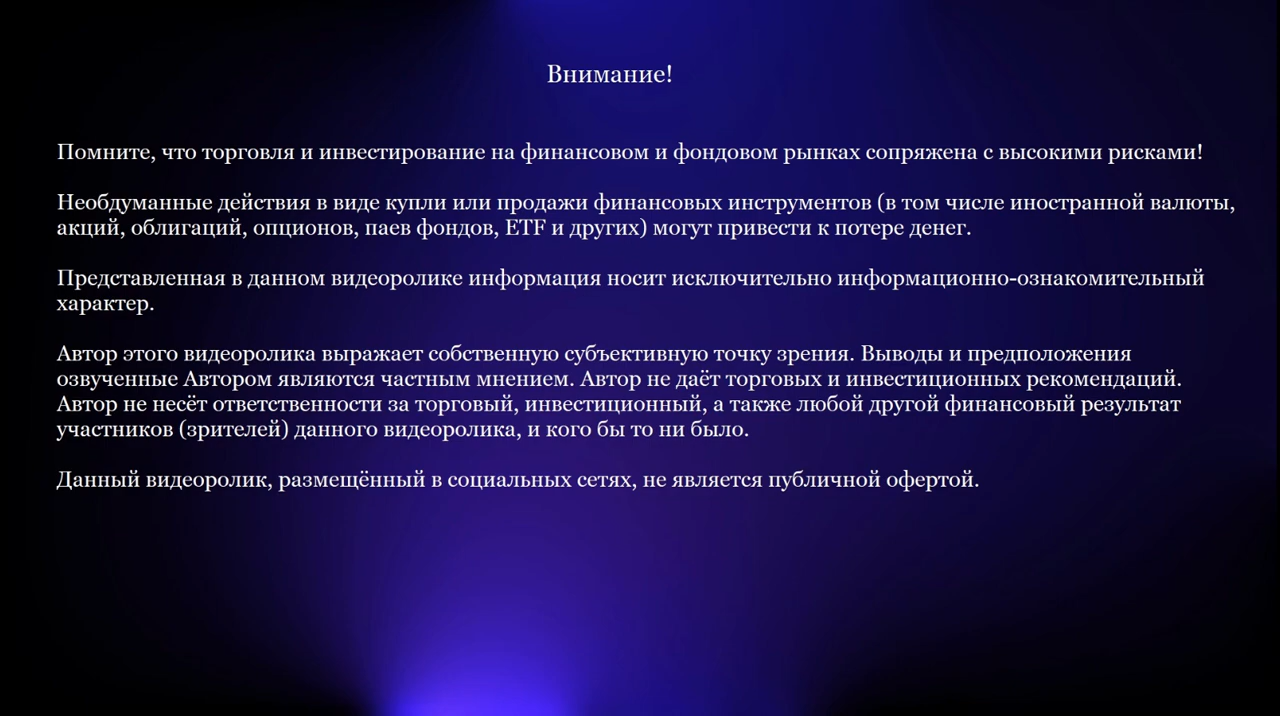 Внимание!
Помните, что торговля и инвестирование на финансовом и фондовом рынках сопряжена с высокими рисками!
Необдуманные действия в виде купли или продажи финансовых инструментов (в том числе иностранной валюты,
акций, облигаций, опционов, паев фондов, ETF и других) могут привести к потере денег.
Представленная в данном видеоролике информация носит исключительно информационно-ознакомительный
характер.
Автор этого видеоролика выражает собственную субъективную точку зрения. Выводы и предположения
озвученные Автором являются частным мнением. Автор не даёт торговых и инвестиционных рекомендаций.
Автор не несёт ответственности за торговый, инвестиционный, а также любой другой финансовый результат
участников (зрителей) данного видеоролика, и кого бы то ни было.
Данный видеоролик, размещённый в социальных сетях, не является публичной офертой.